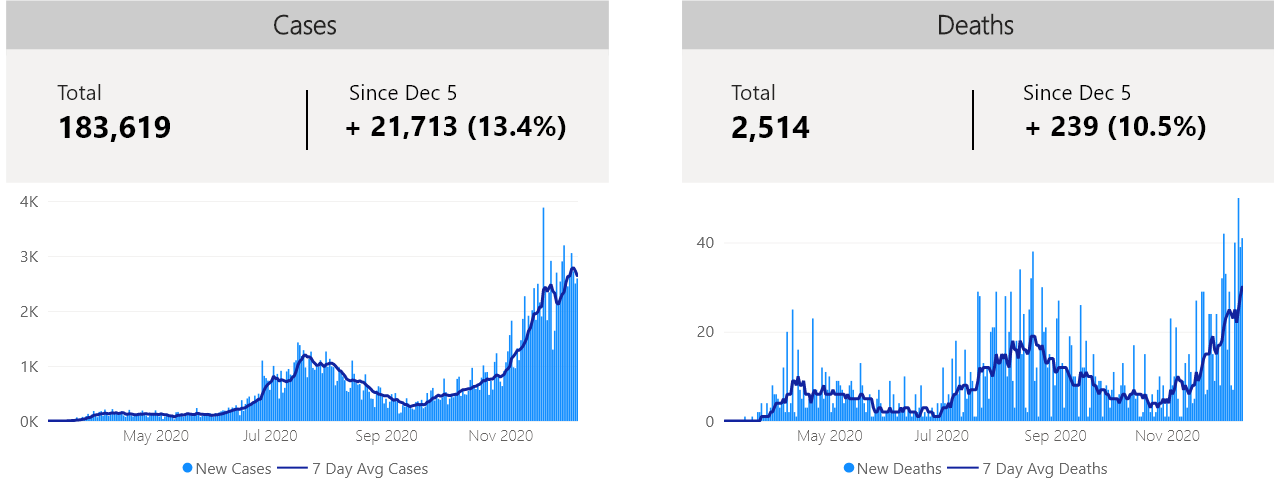 Cases
Total
183,619
Since Dec 5
+ 21,713 (13.4%)
4K
3K
2K
1K
0K
May 2020 Jul 2020 Sep 2020 Nov 2020
New Cases 7 Day Avg Cases
Deaths
Total
2,514
Since Dec 5
+ 239 (10.5%)
40
20
0
May 2020 Jul 2020 Sep 2020 Nov 2020
New Deaths 7 Day Avg Deaths